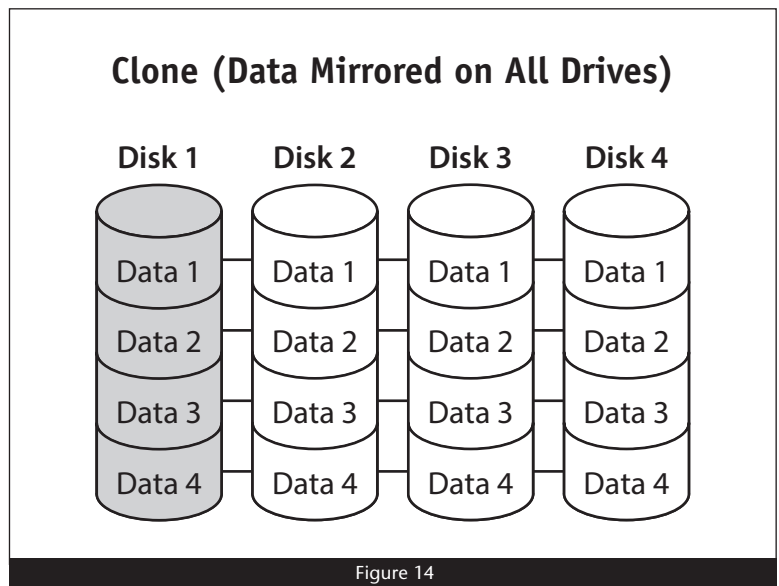 Clone (Data Mirrored on All Drives)
Disk 1 Disk 2 Disk 3 Disk 4
Data 1 Data 1 Data 1 Data 1
Data 2 Data 2 Data 2 Data 2
Data 3 Data 3 Data 3 Data 3
Data 4 Data 4 Data 4 Data 4
Figure 14